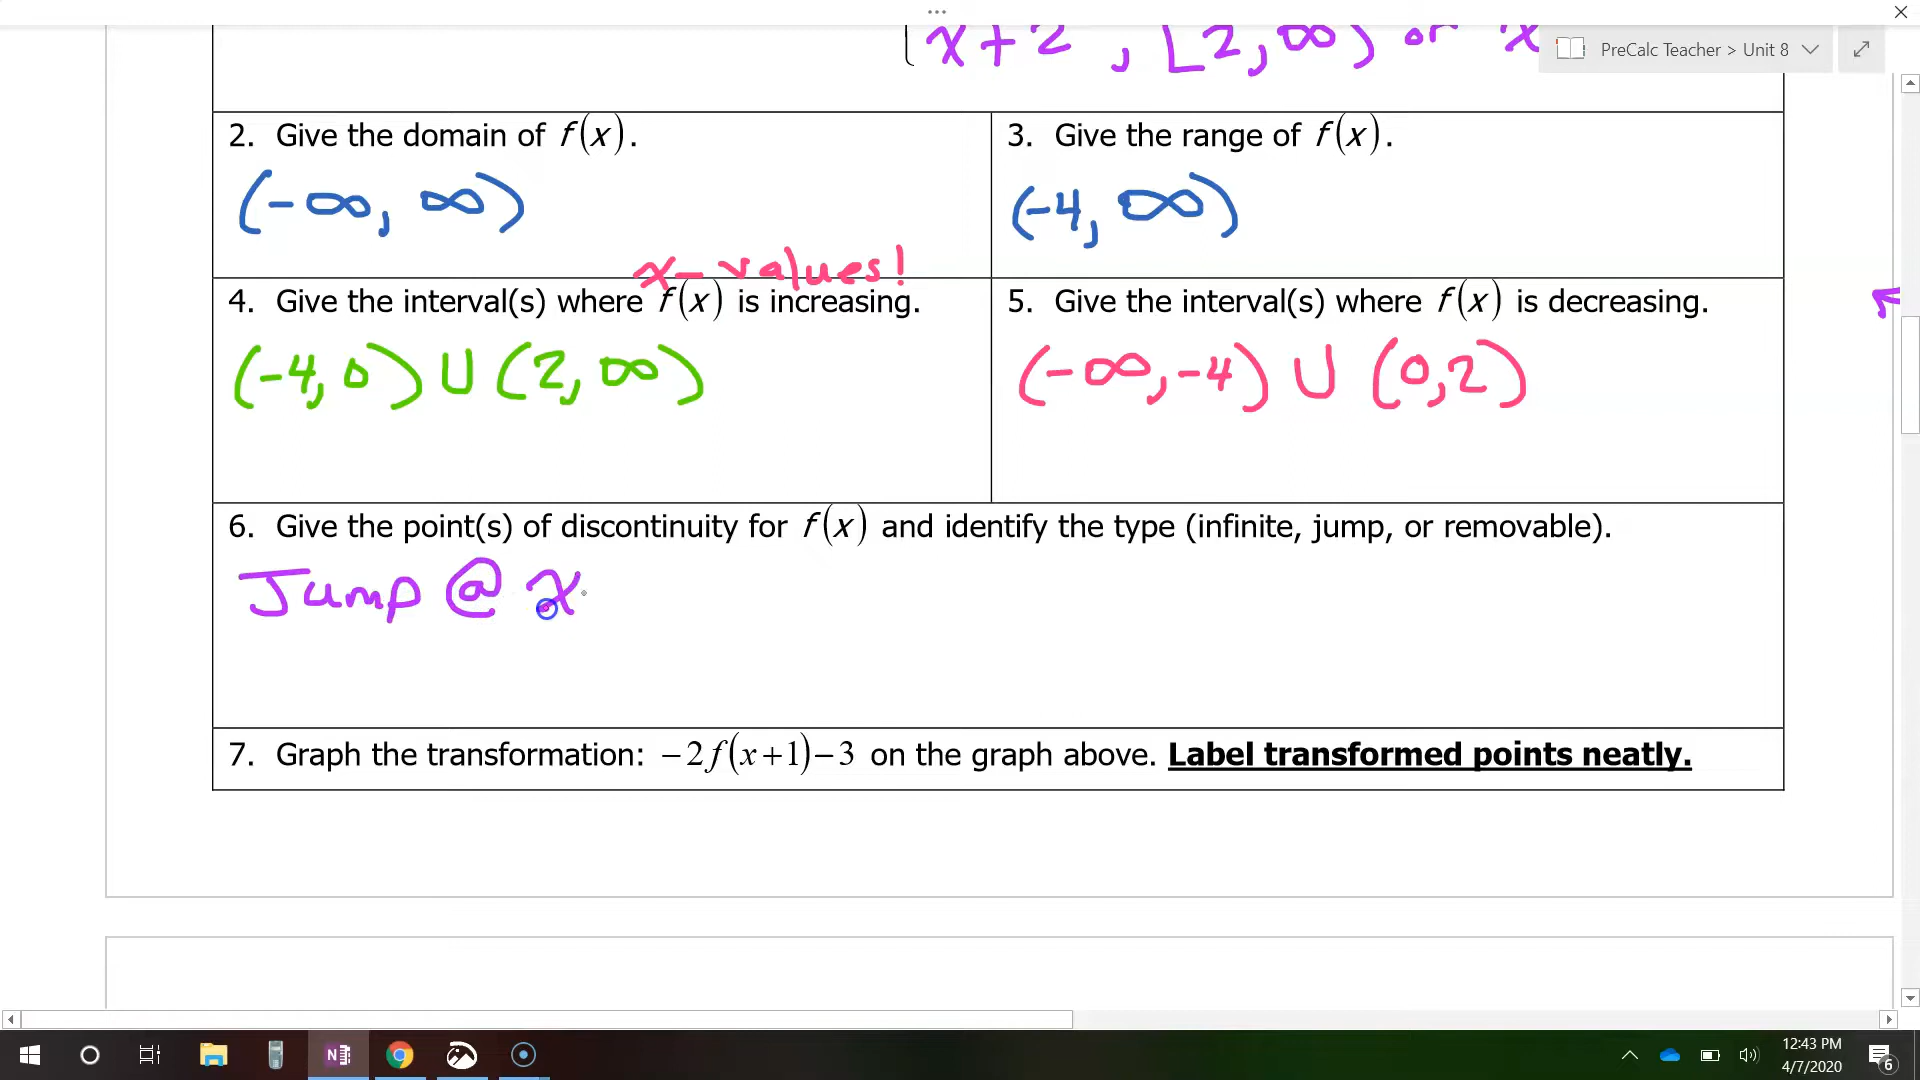 x+2 , [2,∞) or x
PreCalc Teacher > Unit 8
2. Give the domain of f(x).
(-∞, ∞)
3. Give the range of f(x).
(-4, ∞)
x-values!
4. Give the interval(s) where f(x) is increasing.
(-4,0) ∪ (2,∞)
5. Give the interval(s) where f(x) is decreasing.
(-∞,-4) ∪ (0,2)
6. Give the point(s) of discontinuity for f(x) and identify the type (infinite, jump, or removable).
Jump @ x
7. Graph the transformation: −2f(x+1)−3 on the graph above. Label transformed points neatly.
12:43 PM
4/7/2020
6